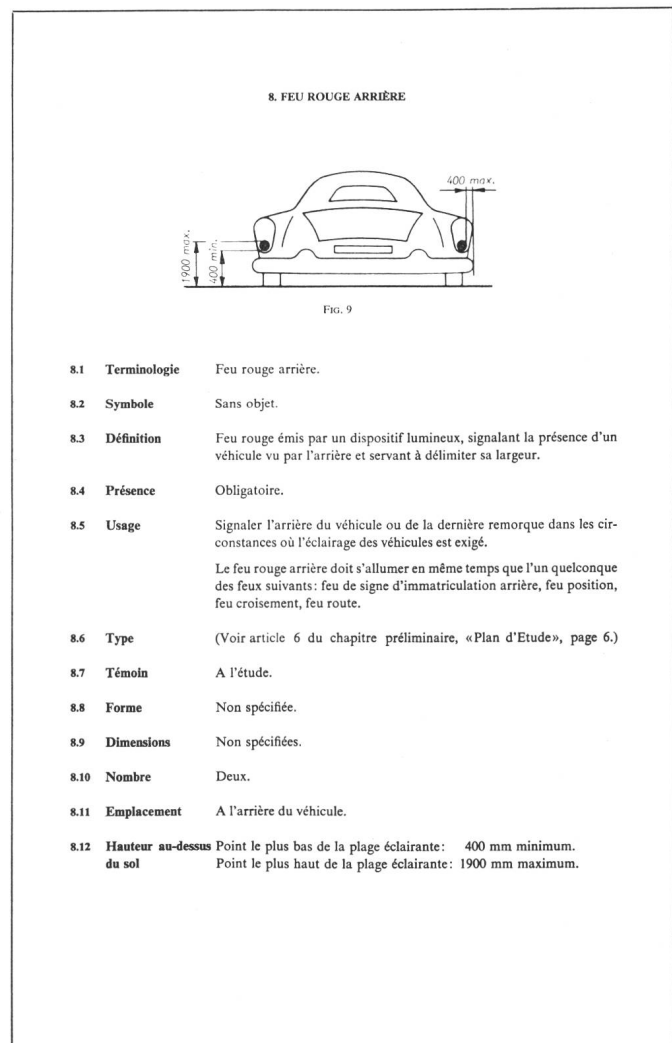 8. FEU ROUGE ARRIÈRE
400 max.
1900 max.
400 min.
FIG. 9
8.1 Terminologie Feu rouge arrière.
8.2 Symbole Sans objet.
8.3 Définition Feu rouge émis par un dispositif lumineux, signalant la présence d'un
véhicule vu par l'arrière et servant à délimiter sa largeur.
8.4 Présence Obligatoire.
8.5 Usage Signaler l'arrière du véhicule ou de la dernière remorque dans les cir-
constances où l'éclairage des véhicules est exigé.
Le feu rouge arrière doit s'allumer en même temps que l'un quelconque
des feux suivants: feu de signe d'immatriculation arrière, feu position,
feu croisement, feu route.
8.6 Type (Voir article 6 du chapitre préliminaire, «Plan d'Etude», page 6.)
8.7 Témoin A l'étude.
8.8 Forme Non spécifiée.
8.9 Dimensions Non spécifiées.
8.10 Nombre Deux.
8.11 Emplacement A l'arrière du véhicule.
8.12 Hauteur au-dessus Point le plus bas de la plage éclairante: 400 mm minimum.
du sol Point le plus haut de la plage éclairante: 1900 mm maximum.